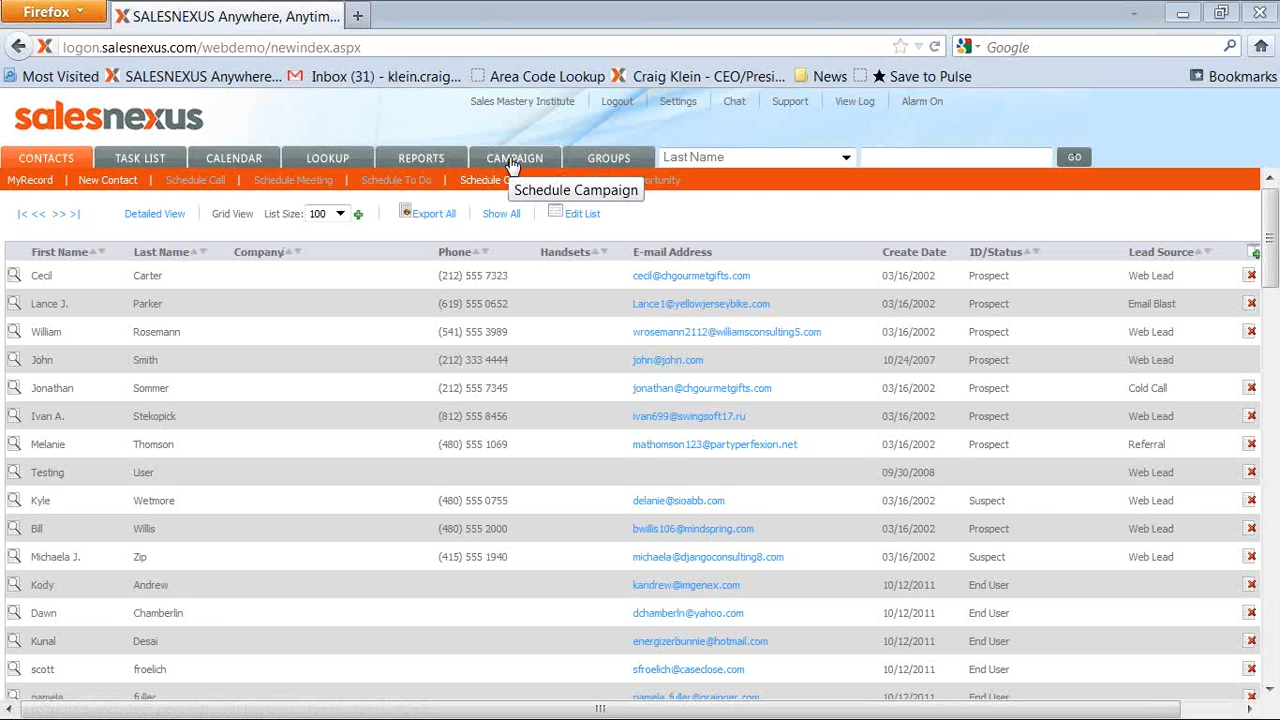 Firefox
SALESNEXUS Anywhere, Anytim...
logon.salesnexus.com/webdemo/newindex.aspx
Google
Most Visited SALESNEXUS Anywhere... Inbox (31) - klein.craig... Area Code Lookup Craig Klein - CEO/Presi... News Save to Pulse Bookmarks
Sales Mastery Institute Logout Settings Chat Support View Log Alarm On
salesnexus
CONTACTS TASK LIST CALENDAR LOOKUP REPORTS CAMPAIGN GROUPS Last Name GO
MyRecord New Contact Schedule Call Schedule Meeting Schedule To Do Schedule
Schedule Campaign
|< << >> >| Detailed View Grid View List Size: 100 Export All Show All Edit List
First Name Last Name Company Phone Handsets E-mail Address Create Date ID/Status Lead Source
Cecil Carter (212) 555 7323 cecil@chgourmetgifts.com 03/16/2002 Prospect Web Lead
Lance J. Parker (619) 555 0652 Lance1@yellowjerseybike.com 03/16/2002 Prospect Email Blast
William Rosemann (541) 555 3989 wrosemann2112@williamsconsulting5.com 03/16/2002 Prospect Web Lead
John Smith (212) 333 4444 john@john.com 10/24/2007 Prospect Web Lead
Jonathan Sommer (212) 555 7345 jonathan@chgourmetgifts.com 03/16/2002 Prospect Cold Call
Ivan A. Stekopick (812) 555 8456 ivan699@swingsoft17.ru 03/16/2002 Prospect Web Lead
Melanie Thomson (480) 555 1069 mathomson123@partyperfexion.net 03/16/2002 Prospect Referral
Testing User 09/30/2008 Web Lead
Kyle Wetmore (480) 555 0755 delanie@sioabb.com 03/16/2002 Suspect Web Lead
Bill Willis (480) 555 2000 bwillis106@mindspring.com 03/16/2002 Prospect Web Lead
Michaela J. Zip (415) 555 1940 michaela@djangoconsulting8.com 03/16/2002 Suspect Web Lead
Kody Andrew kandrew@imgenex.com 10/12/2011 End User
Dawn Chamberlin dchamberln@yahoo.com 10/12/2011 End User
Kunal Desai energizerbunnie@hotmail.com 10/12/2011 End User
scott froelich sfroelich@caseclose.com 10/12/2011 End User
pamela fuller pamela.fuller@grainger.com 10/12/2011 End User